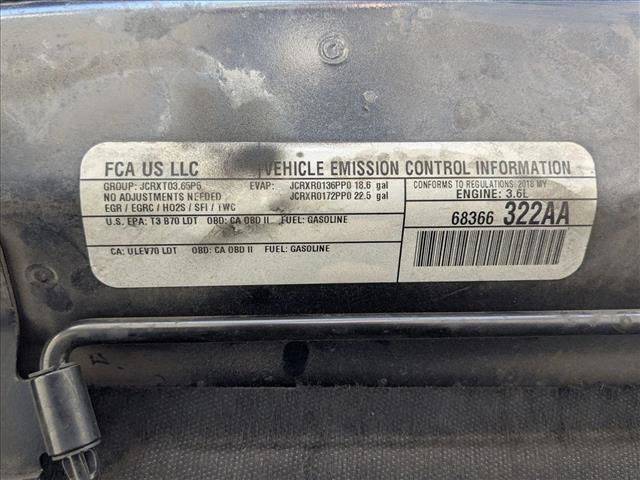 FCA US LLC VEHICLE EMISSION CONTROL INFORMATION
GROUP: JCRXT03.65P5 EVAP: JCRXR0136PP0 18.6 gal
NO ADJUSTMENTS NEEDED JCRXR0172PP0 22.5 gal
EGR / EGRC / HO2S / SFI / TWC
U.S. EPA: T3 B70 LDT OBD: CA OBD II FUEL: GASOLINE
CA: ULEV70 LDT OBD: CA OBD II FUEL: GASOLINE
CONFORMS TO REGULATIONS: 2018 MY
ENGINE: 3.6L
68366 322AA